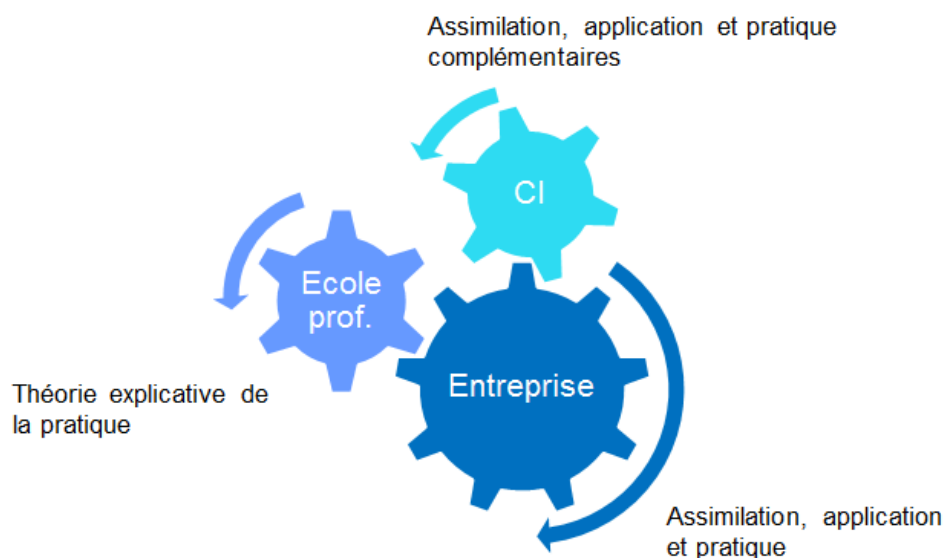 Assimilation, application et pratique
complémentaires
CI
Ecole
prof.
Entreprise
Théorie explicative de
la pratique
Assimilation, application
et pratique